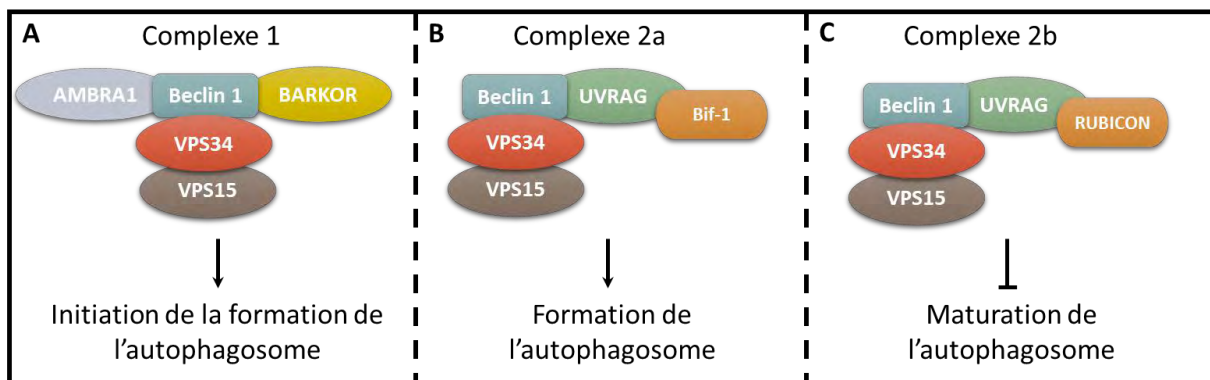 A
Complexe 1
AMBRA1
Beclin 1
BARKOR
VPS34
VPS15
Initiation de la formation de
l'autophagosome
B
Complexe 2a
Beclin 1
UVRAG
Bif-1
VPS34
VPS15
Formation de
l'autophagosome
C
Complexe 2b
Beclin 1
UVRAG
RUBICON
VPS34
VPS15
Maturation de
l'autophagosome